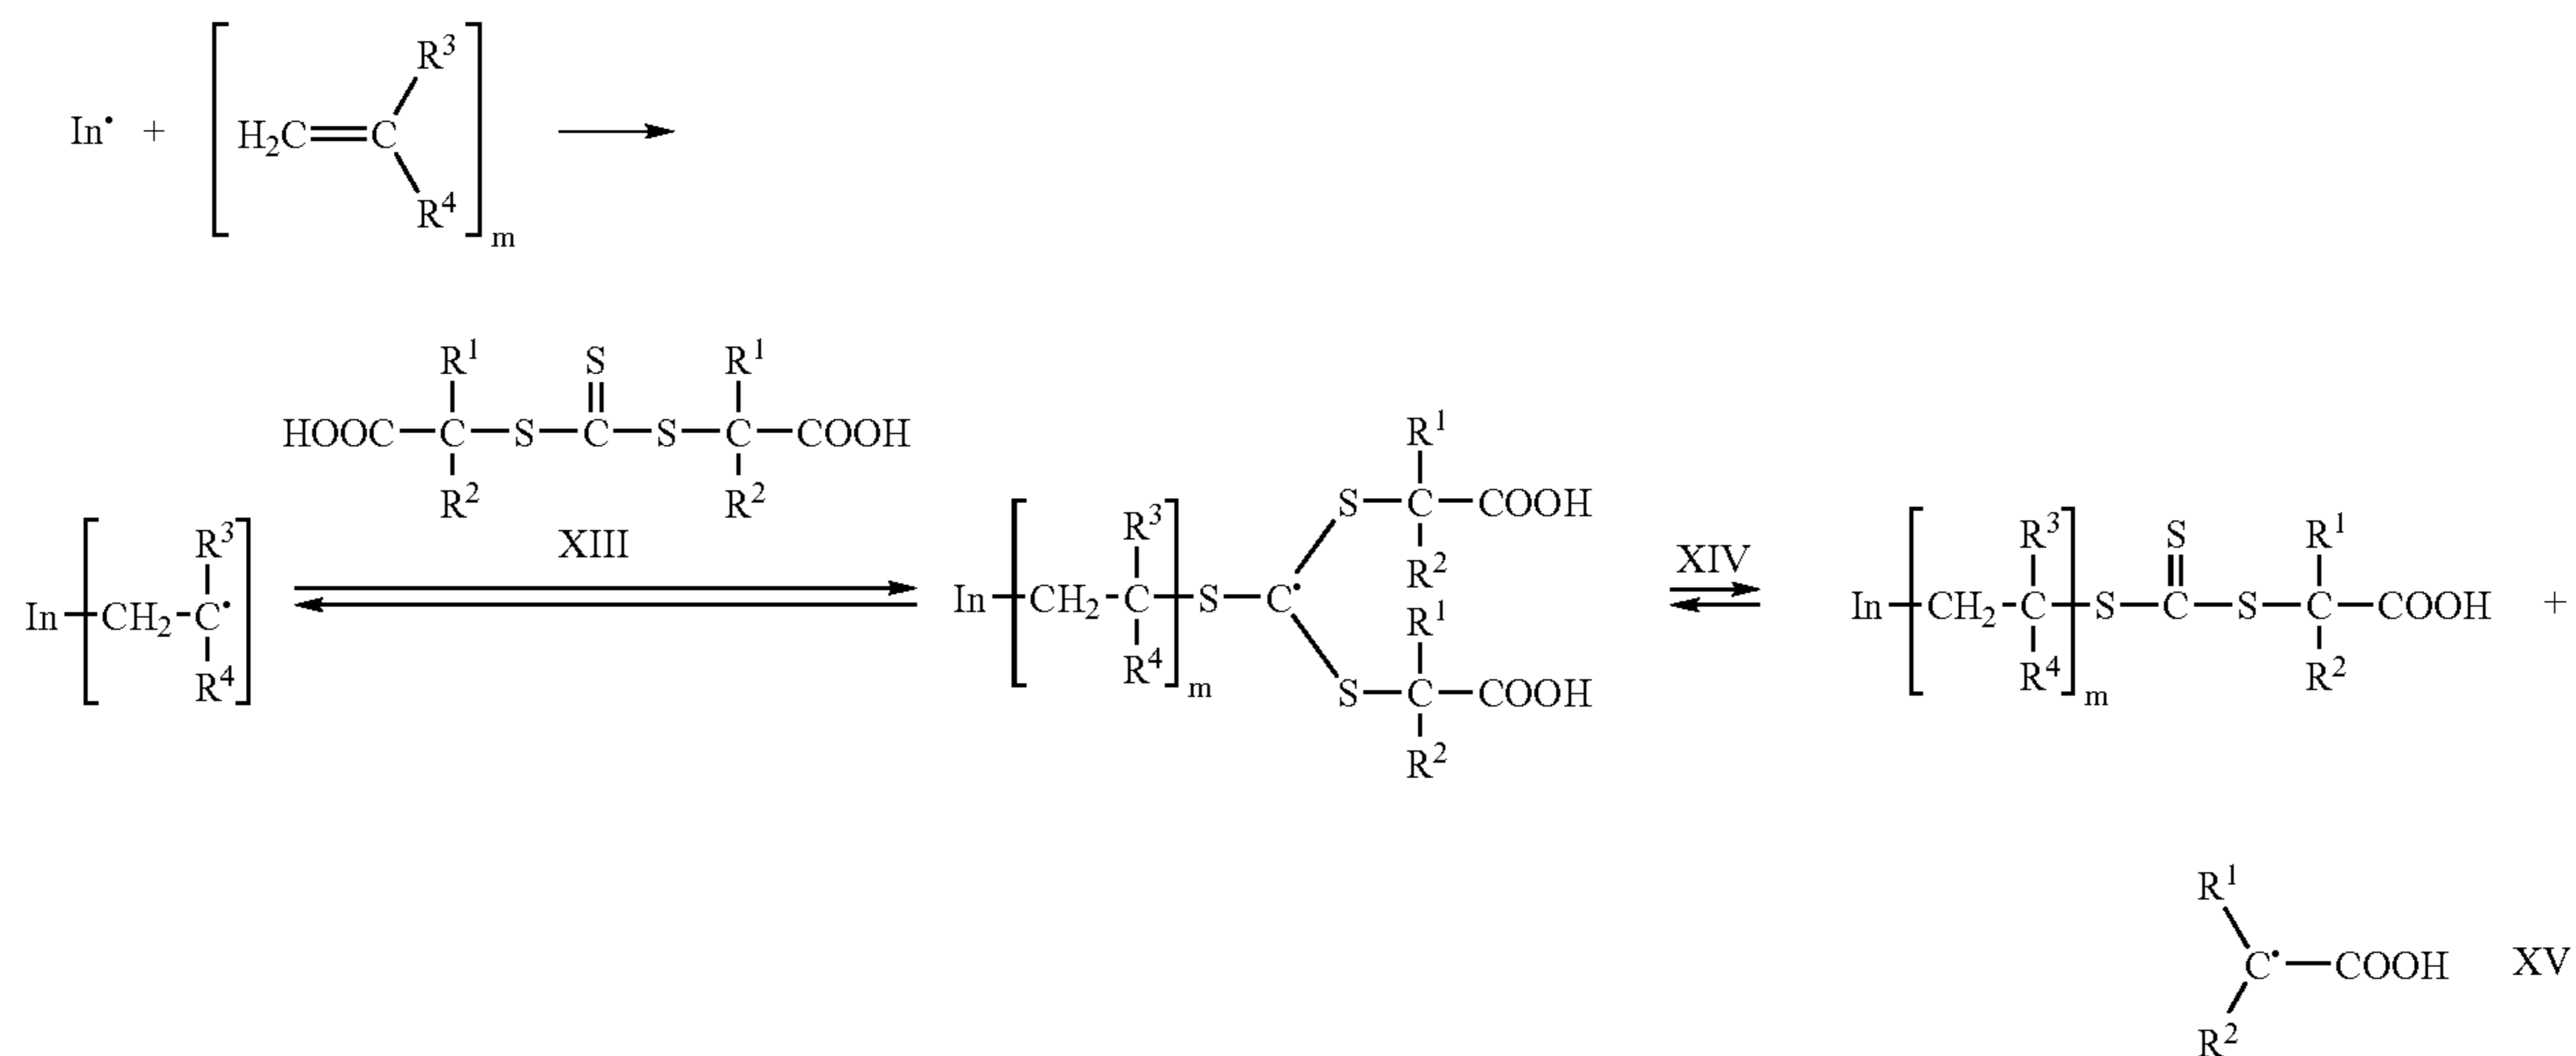 In• + [H₂C=C(R³)(R⁴)]m
HOOC—C(R¹)(R²)—S—C(=S)—S—C(R¹)(R²)—COOH
XIII
In—[CH₂—C•(R³)(R⁴)]
In—[CH₂—C(R³)(R⁴)]m—S—C•(S—C(R¹)(R²)—COOH)(S—C(R¹)(R²)—COOH)
XIV
In—[CH₂—C(R³)(R⁴)]m—S—C(=S)—S—C(R¹)(R²)—COOH +
R¹
C•—COOH XV
R²